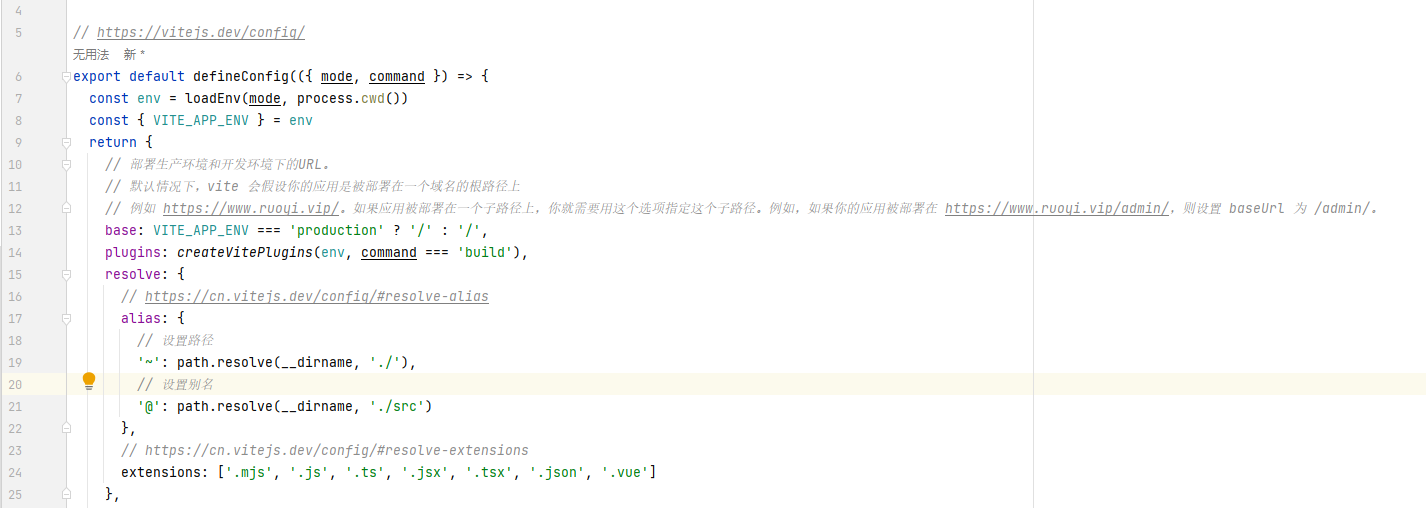 4
5 // https://vitejs.dev/config/
无用法 新 *
6 export default defineConfig(({ mode, command }) => {
7 const env = loadEnv(mode, process.cwd())
8 const { VITE_APP_ENV } = env
9 return {
10 // 部署生产环境和开发环境下的URL。
11 // 默认情况下，vite 会假设你的应用是被部署在一个域名的根路径上
12 // 例如 https://www.ruoyi.vip/。如果应用被部署在一个子路径上，你就需要用这个选项指定这个子路径。例如，如果你的应用被部署在 https://www.ruoyi.vip/admin/，则设置 baseUrl 为 /admin/。
13 base: VITE_APP_ENV === 'production' ? '/' : '/',
14 plugins: createVitePlugins(env, command === 'build'),
15 resolve: {
16 // https://cn.vitejs.dev/config/#resolve-alias
17 alias: {
18 // 设置路径
19 '~': path.resolve(__dirname, './'),
20 // 设置别名
21 '@': path.resolve(__dirname, './src')
22 },
23 // https://cn.vitejs.dev/config/#resolve-extensions
24 extensions: ['.mjs', '.js', '.ts', '.jsx', '.tsx', '.json', '.vue']
25 },